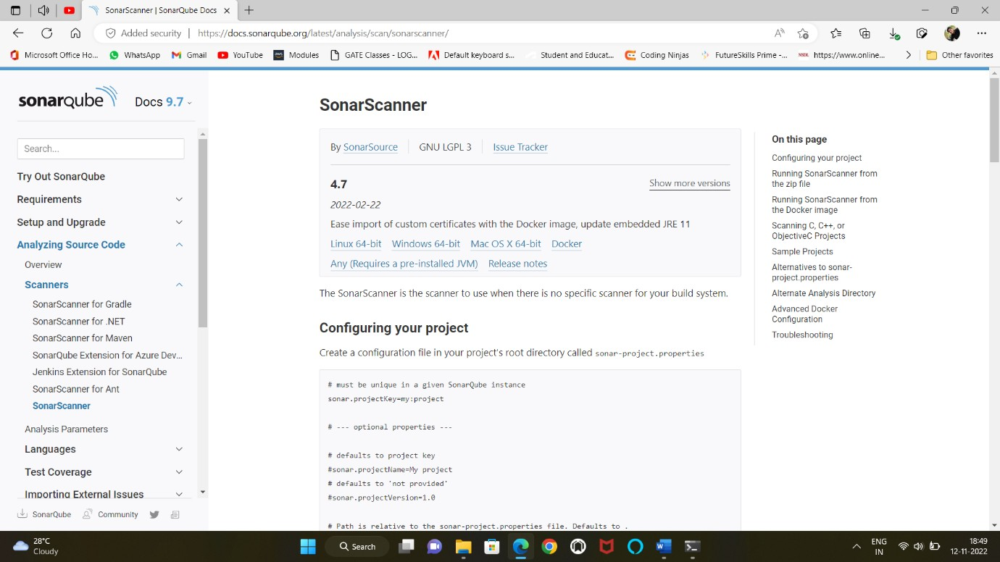 SonarScanner | SonarQube Docs
Added security | https://docs.sonarqube.org/latest/analysis/scan/sonarscanner/
Microsoft Office Ho... WhatsApp Gmail YouTube Modules GATE Classes - LOG... Default keyboard s... Student and Educat... Coding Ninjas FutureSkills Prime -... https://www.online... Other favorites
sonarqube Docs 9.7
Search...
Try Out SonarQube
Requirements
Setup and Upgrade
Analyzing Source Code
Overview
Scanners
SonarScanner for Gradle
SonarScanner for .NET
SonarScanner for Maven
SonarQube Extension for Azure Dev...
Jenkins Extension for SonarQube
SonarScanner for Ant
SonarScanner
Analysis Parameters
Languages
Test Coverage
Importing External Issues
SonarQube Community
SonarScanner
By SonarSource GNU LGPL 3 Issue Tracker
4.7 Show more versions
2022-02-22
Ease import of custom certificates with the Docker image, update embedded JRE 11
Linux 64-bit Windows 64-bit Mac OS X 64-bit Docker
Any (Requires a pre-installed JVM) Release notes
The SonarScanner is the scanner to use when there is no specific scanner for your build system.
Configuring your project
Create a configuration file in your project's root directory called sonar-project.properties
# must be unique in a given SonarQube instance
sonar.projectKey=my:project
# --- optional properties ---
# defaults to project key
#sonar.projectName=My project
# defaults to 'not provided'
#sonar.projectVersion=1.0
# Path is relative to the sonar-project.properties file. Defaults to .
On this page
Configuring your project
Running SonarScanner from
the zip file
Running SonarScanner from
the Docker image
Scanning C, C++, or
ObjectiveC Projects
Sample Projects
Alternatives to sonar-
project.properties
Alternate Analysis Directory
Advanced Docker
Configuration
Troubleshooting
28°C
Cloudy
Search
ENG
IN
18:49
12-11-2022